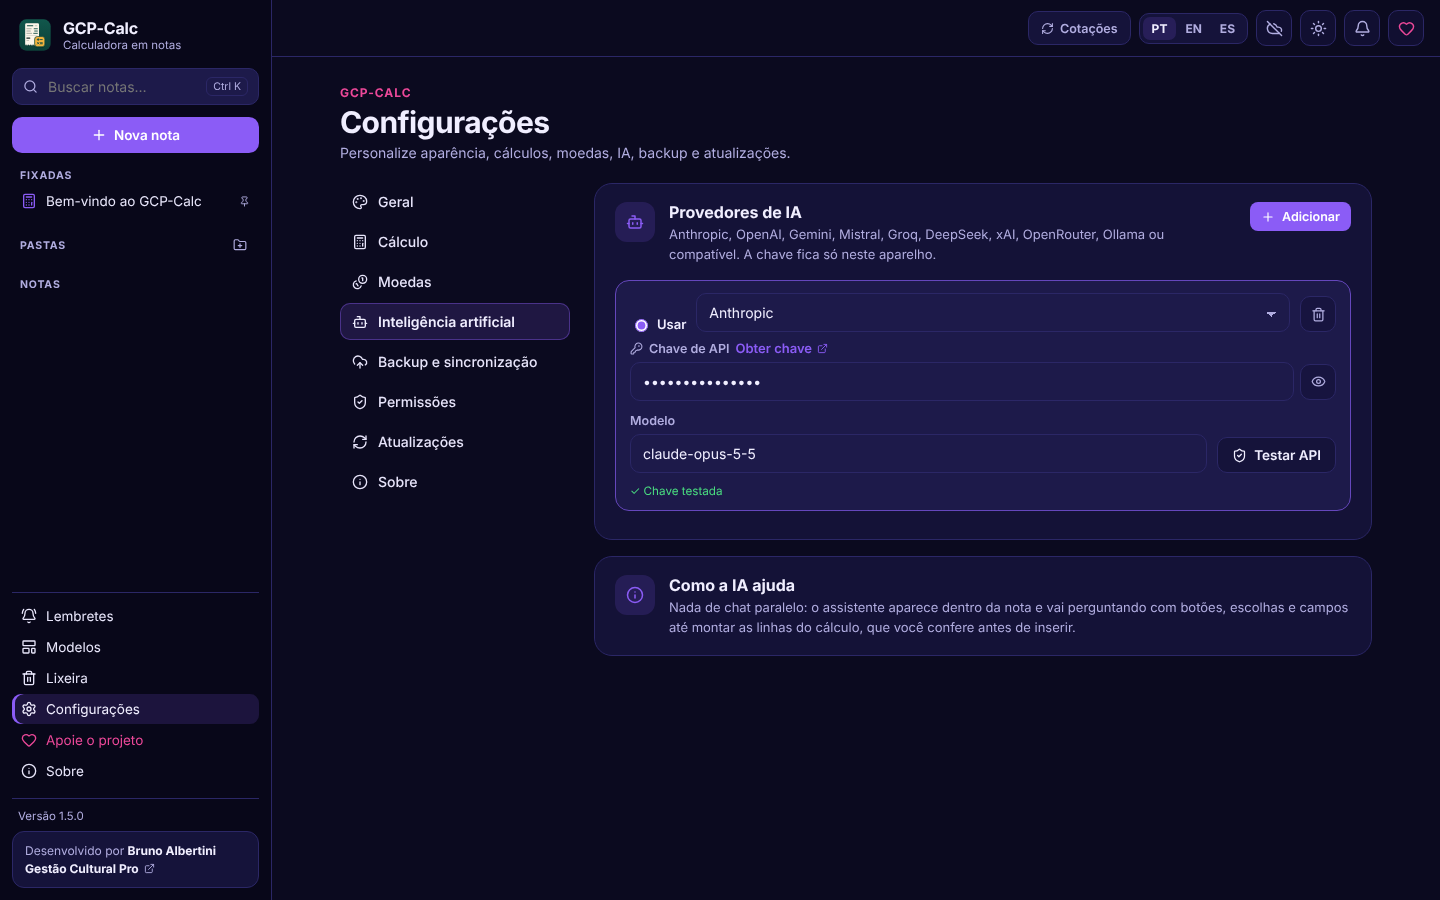 GCP-Calc
Calculadora em notas
Buscar notas...
Ctrl K
Nova nota
FIXADAS
Bem-vindo ao GCP-Calc
PASTAS
NOTAS
Lembretes
Modelos
Lixeira
Configurações
Apoie o projeto
Sobre
Versão 1.5.0
Desenvolvido por Bruno Albertini
Gestão Cultural Pro
Cotações
PT EN ES
GCP-CALC
Configurações
Personalize aparência, cálculos, moedas, IA, backup e atualizações.
Geral
Cálculo
Moedas
Inteligência artificial
Backup e sincronização
Permissões
Atualizações
Sobre
Provedores de IA
Adicionar
Anthropic, OpenAI, Gemini, Mistral, Groq, DeepSeek, xAI, OpenRouter, Ollama ou
compatível. A chave fica só neste aparelho.
Usar
Anthropic
Chave de API Obter chave
•••••••••••••••
Modelo
claude-opus-5-5
Testar API
✓ Chave testada
Como a IA ajuda
Nada de chat paralelo: o assistente aparece dentro da nota e vai perguntando com botões, escolhas e campos
até montar as linhas do cálculo, que você confere antes de inserir.